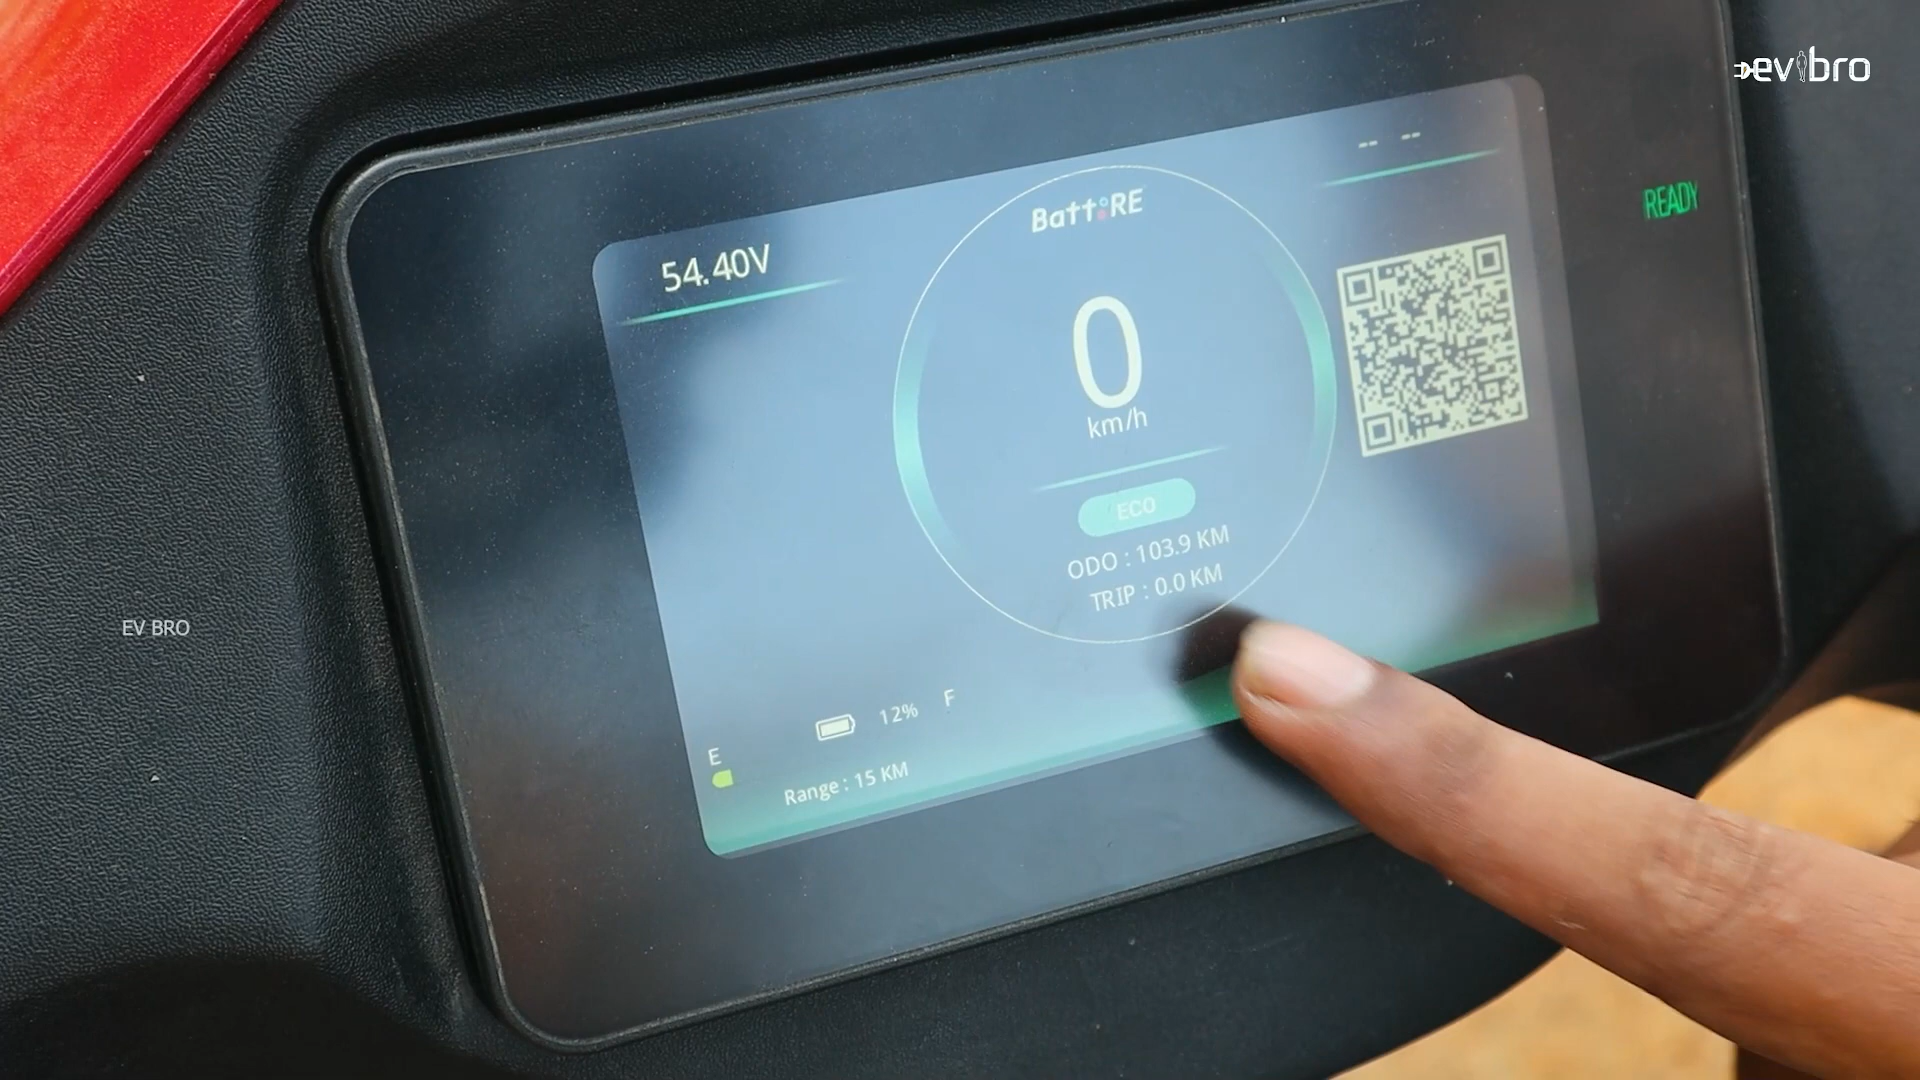 evbro
-- --
BattRE
READY
54.40V
0
km/h
ECO
ODO : 103.9 KM
TRIP : 0.0 KM
EV BRO
12% F
E
Range : 15 KM